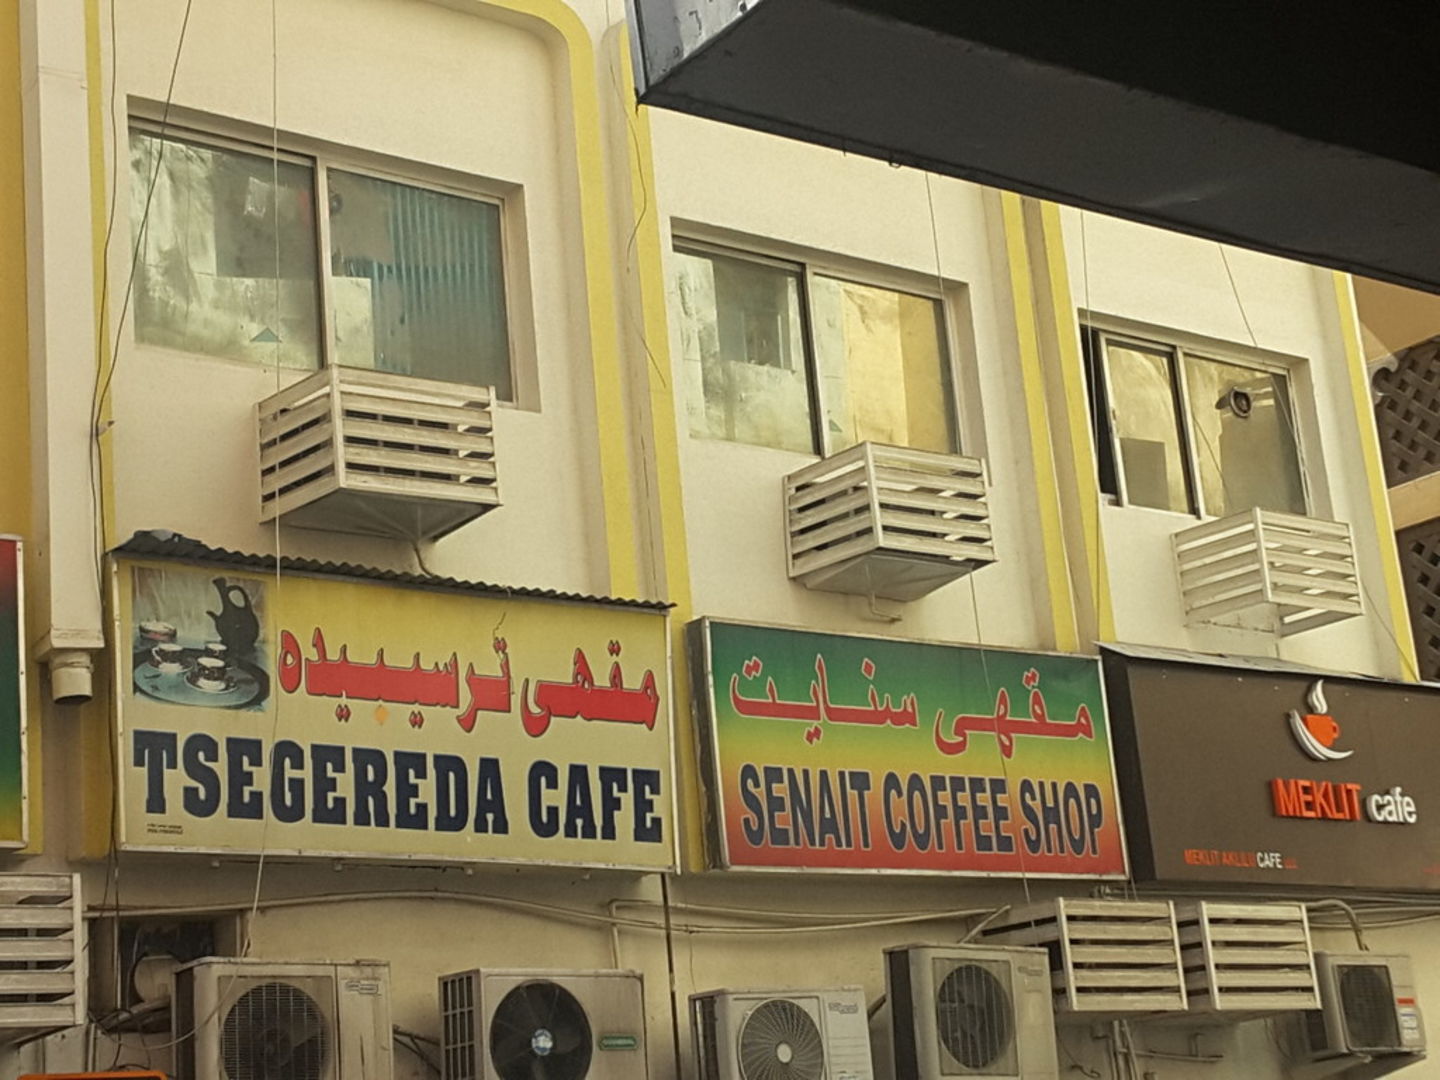 مقهى ترسيبيده
TSEGEREDA CAFE
مقهى سنايت
SENAIT COFFEE SHOP
MEKLIT cafe
MEKLIT AKLILU CAFE